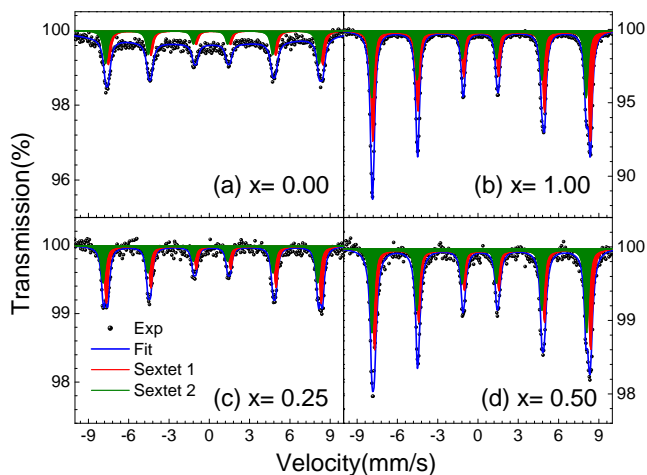 100
98
96
(a) x= 0.00
100
95
90
(b) x= 1.00
Transmission(%)
100
99
98
Exp
Fit
Sextet 1
Sextet 2
(c) x= 0.25
100
99
98
(d) x= 0.50
-9 -6 -3 0 3 6 -9 -6 -3 0 3 6 9
Velocity(mm/s)